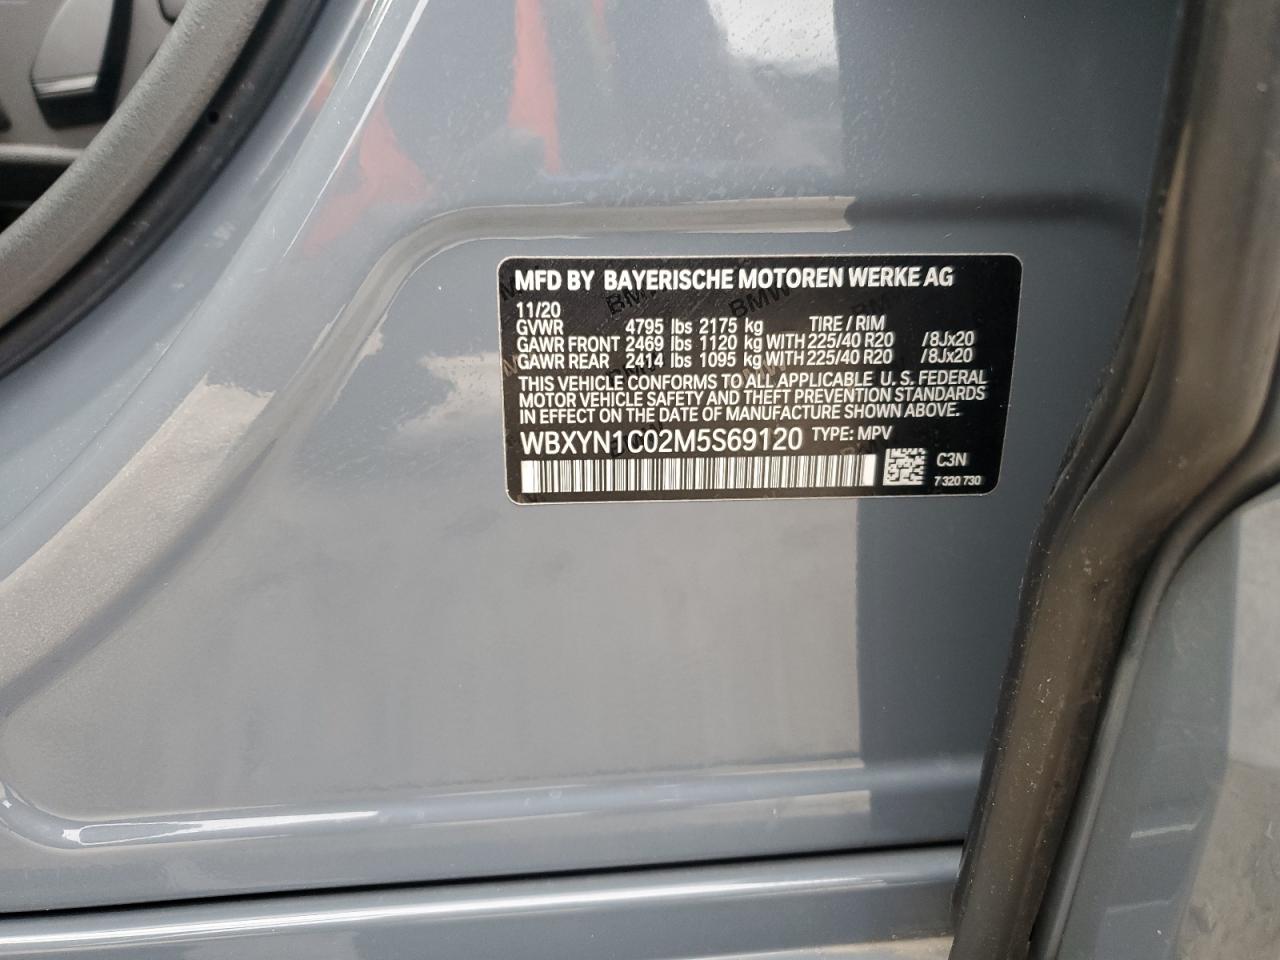 MFD BY BAYERISCHE MOTOREN WERKE AG
11/20
GVWR 4795 lbs 2175 kg TIRE / RIM
GAWR FRONT 2469 lbs 1120 kg WITH 225/40 R20 /8Jx20
GAWR REAR 2414 lbs 1095 kg WITH 225/40 R20 /8Jx20
THIS VEHICLE CONFORMS TO ALL APPLICABLE U. S. FEDERAL
MOTOR VEHICLE SAFETY AND THEFT PREVENTION STANDARDS
IN EFFECT ON THE DATE OF MANUFACTURE SHOWN ABOVE.
WBXYN1C02M5S69120 TYPE: MPV
C3N
7 320 730